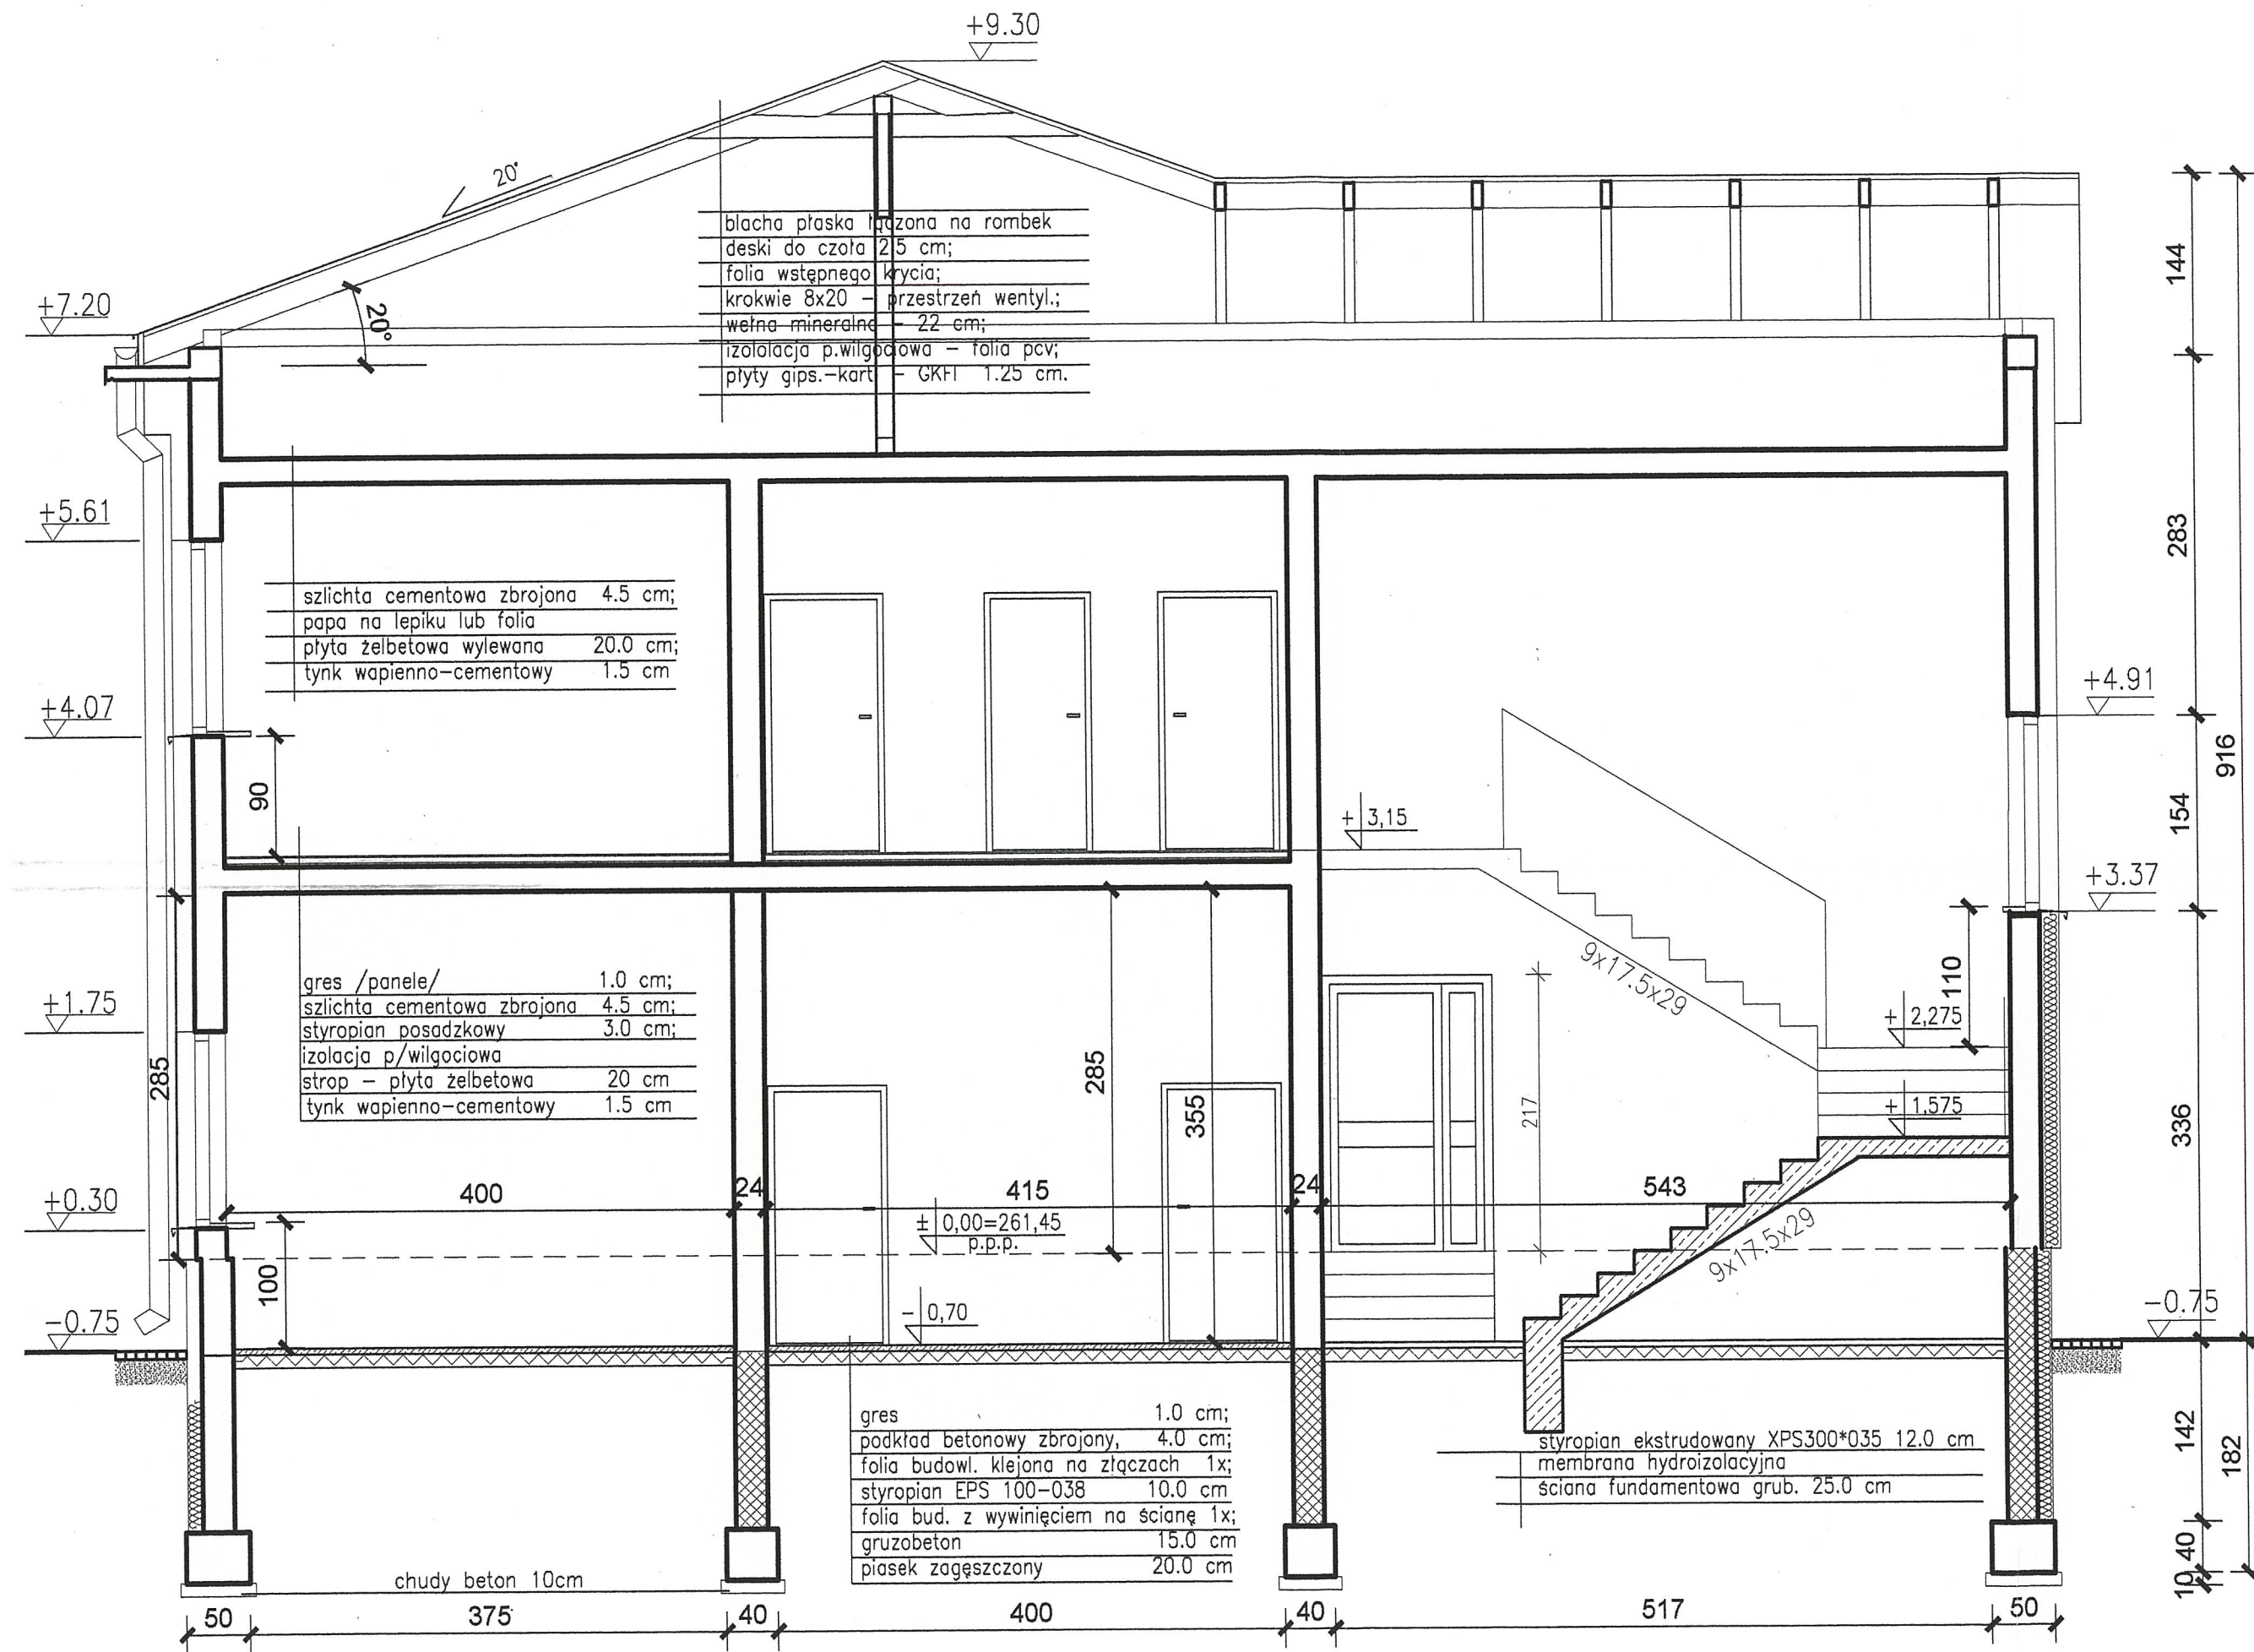 +9.30
20°
blacha płaska łączona na rombek
deski do czoła 2.5 cm;
folia wstępnego krycia;
krokwie 8x20 – przestrzeń wentyl.;
wełna mineralna – 22 cm;
izololacja p.wilgociowa – folia pcv;
płyty gips.–kart. – GKFI 1.25 cm.
+7.20
20°
144
+5.61
283
szlichta cementowa zbrojona 4.5 cm;
papa na lepiku lub folia
płyta żelbetowa wylewana 20.0 cm;
tynk wapienno–cementowy 1.5 cm
+4.07
+4.91
916
90
+ 3,15
154
+3.37
gres /panele/ 1.0 cm;
szlichta cementowa zbrojona 4.5 cm;
styropian posadzkowy 3.0 cm;
izolacja p/wilgociowa
strop – płyta żelbetowa 20 cm
tynk wapienno–cementowy 1.5 cm
9x17.5x29
110
+1.75
+ 2,275
285
285
355
217
+ 1,575
336
400
24
415
24
543
+0.30
± 0,00=261,45
p.p.p.
9x17.5x29
100
–0.75
– 0,70
–0.75
gres 1.0 cm;
podkład betonowy zbrojony, 4.0 cm;
folia budowl. klejona na złączach 1x;
styropian EPS 100–038 10.0 cm
folia bud. z wywinięciem na ścianę 1x;
gruzobeton 15.0 cm
piasek zagęszczony 20.0 cm
styropian ekstrudowany XPS300*035 12.0 cm
membrana hydroizolacyjna
ściana fundamentowa grub. 25.0 cm
142
182
40
10
chudy beton 10cm
50
375
40
400
40
517
50